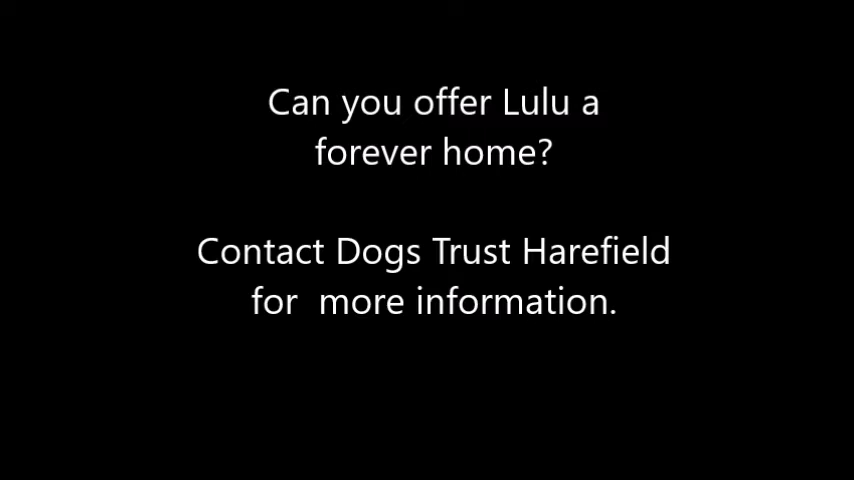 Can you offer Lulu a
forever home?
Contact Dogs Trust Harefield
for  more information.